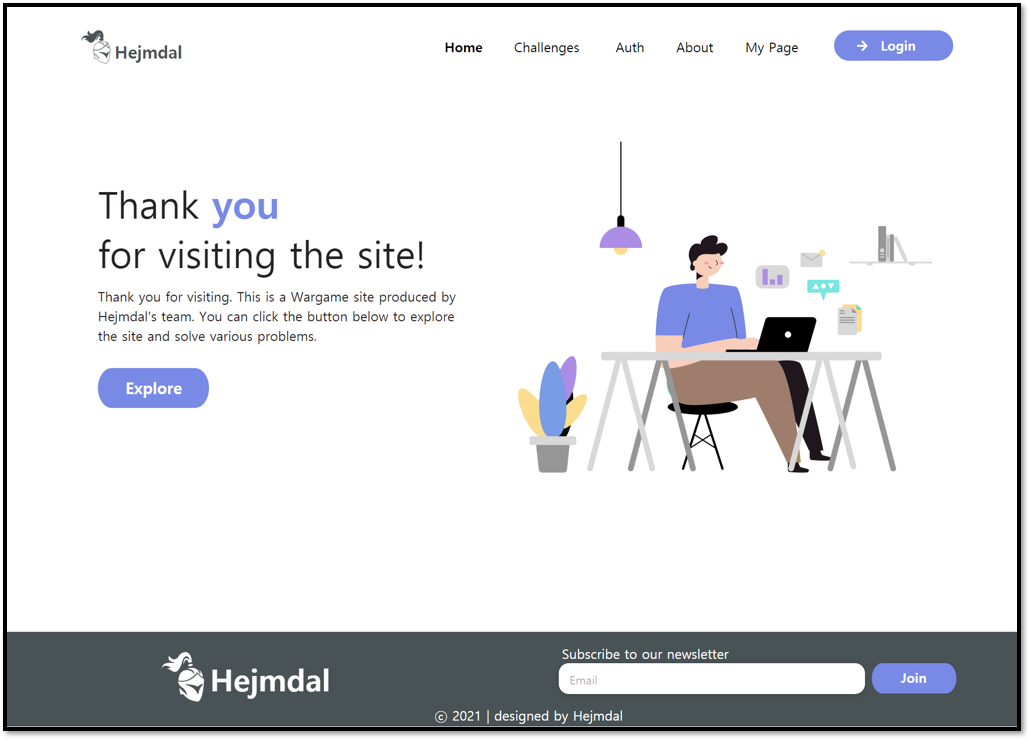 Hejmdal
Home Challenges Auth About My Page Login
Thank you
for visiting the site!
Thank you for visiting. This is a Wargame site produced by
Hejmdal's team. You can click the button below to explore
the site and solve various problems.
Explore
Hejmdal
Subscribe to our newsletter
Email
Join
© 2021 | designed by Hejmdal